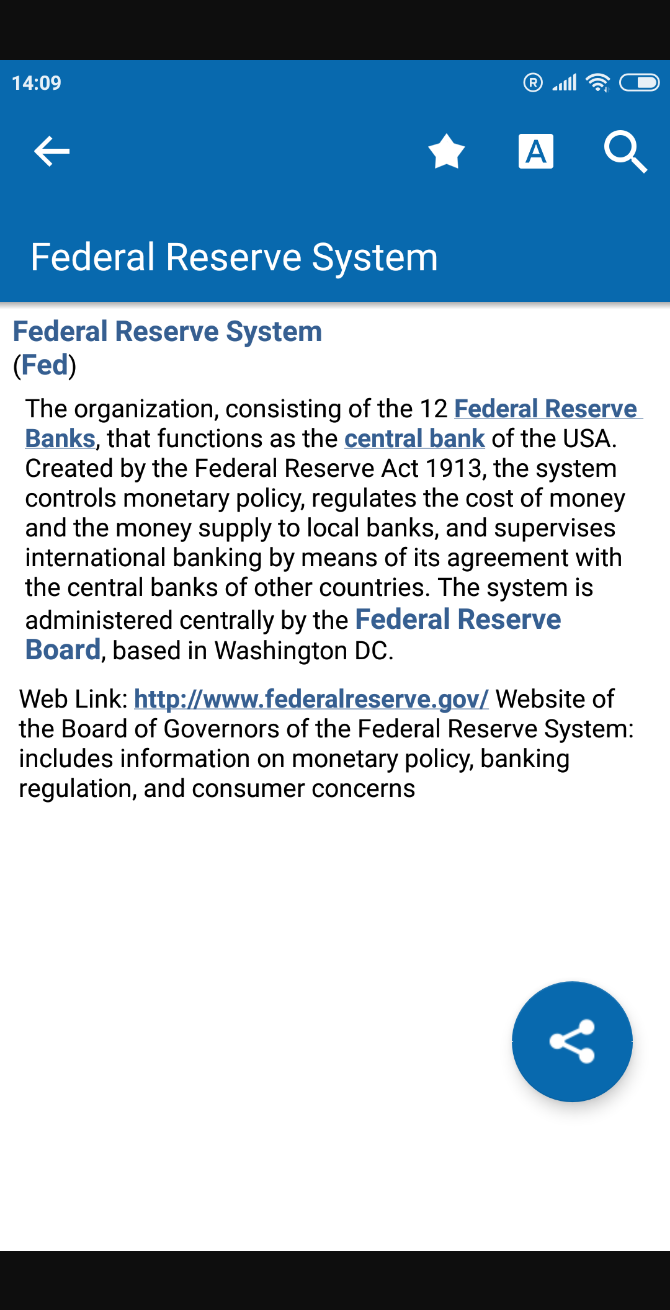 14:09
R
A
Federal Reserve System
Federal Reserve System
(Fed)
The organization, consisting of the 12 Federal Reserve
Banks, that functions as the central bank of the USA.
Created by the Federal Reserve Act 1913, the system
controls monetary policy, regulates the cost of money
and the money supply to local banks, and supervises
international banking by means of its agreement with
the central banks of other countries. The system is
administered centrally by the Federal Reserve
Board, based in Washington DC.
Web Link: http://www.federalreserve.gov/ Website of
the Board of Governors of the Federal Reserve System:
includes information on monetary policy, banking
regulation, and consumer concerns